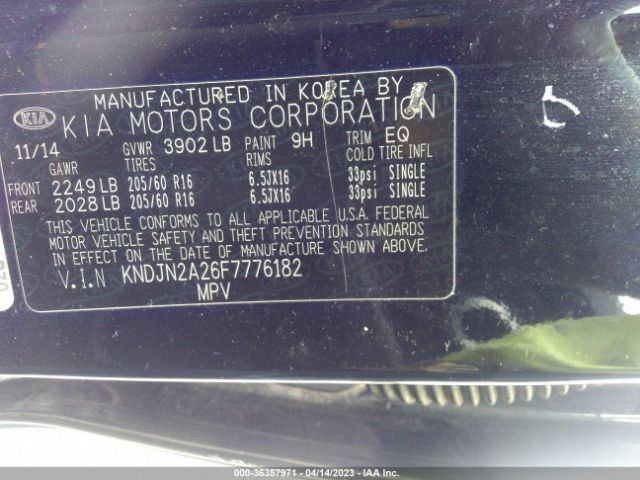 MANUFACTURED IN KOREA BY
KIA KIA MOTORS CORPORATION
11/14 GVWR 3902 LB PAINT 9H TRIM EQ
GAWR TIRES RIMS COLD TIRE INFL
FRONT 2249 LB 205/60 R16 6.5JX16 33psi SINGLE
REAR 2028 LB 205/60 R16 6.5JX16 33psi SINGLE
THIS VEHICLE CONFORMS TO ALL APPLICABLE U.S.A. FEDERAL
MOTOR VEHICLE SAFETY AND THEFT PREVENTION STANDARDS
IN EFFECT ON THE DATE OF MANUFACTURE SHOWN ABOVE.
V.I.N KNDJN2A26F7776182
MPV
000-36357971 - 04/14/2023 - IAA Inc.